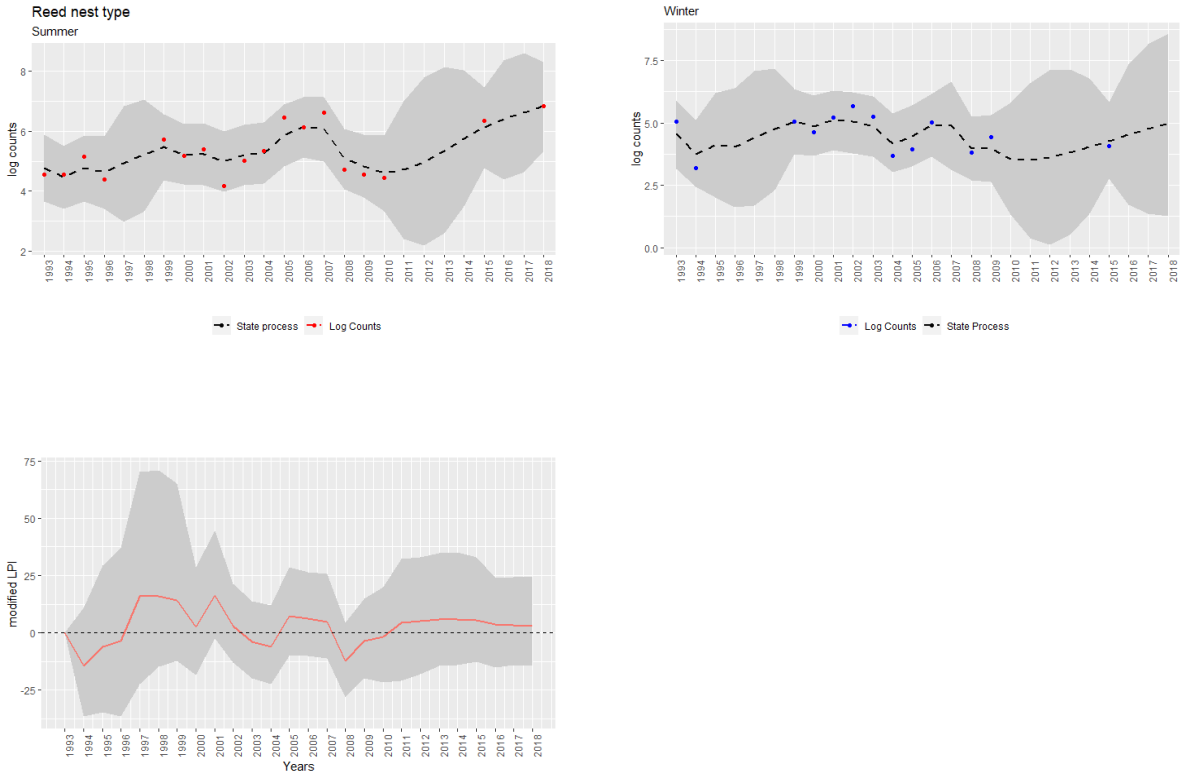 Reed nest type
Summer
log counts
8
6
4
2
1993 1994 1995 1996 1997 1998 1999 2000 2001 2002 2003 2004 2005 2006 2007 2008 2009 2010 2011 2012 2013 2014 2015 2016 2017 2018
State process Log Counts
Winter
log counts
7.5
5.0
2.5
0.0
1993 1994 1995 1996 1997 1998 1999 2000 2001 2002 2003 2004 2005 2006 2007 2008 2009 2010 2011 2012 2013 2014 2015 2016 2017 2018
Log Counts State Process
modified LPI
75
50
25
0
-25
1993 1994 1995 1996 1997 1998 1999 2000 2001 2002 2003 2004 2005 2006 2007 2008 2009 2010 2011 2012 2013 2014 2015 2016 2017 2018
Years